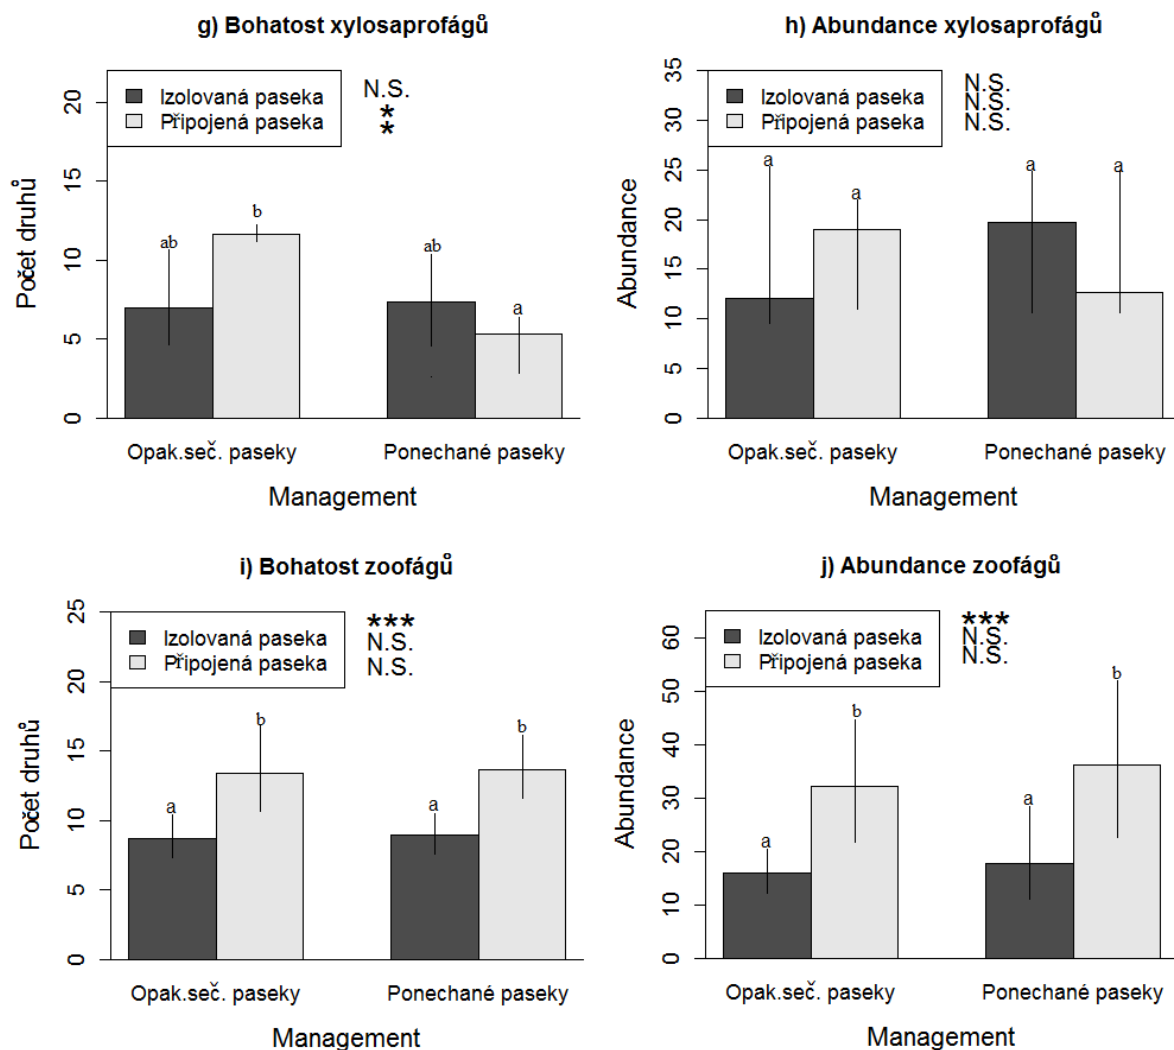 g) Bohatost xylosaprofágů
Izolovaná paseka
Připojená paseka
N.S.
*
*
Počet druhů
20
15
10
5
0
ab
b
ab
a
Opak.seč. paseky
Ponechané paseky
Management
h) Abundance xylosaprofágů
Izolovaná paseka
Připojená paseka
N.S.
N.S.
N.S.
Abundance
35
30
25
20
15
10
5
0
a
a
a
a
Opak.seč. paseky
Ponechané paseky
Management
i) Bohatost zoofágů
Izolovaná paseka
Připojená paseka
***
N.S.
N.S.
Počet druhů
25
20
15
10
5
0
a
b
a
b
Opak.seč. paseky
Ponechané paseky
Management
j) Abundance zoofágů
Izolovaná paseka
Připojená paseka
***
N.S.
N.S.
Abundance
60
50
40
30
20
10
0
a
b
a
b
Opak.seč. paseky
Ponechané paseky
Management